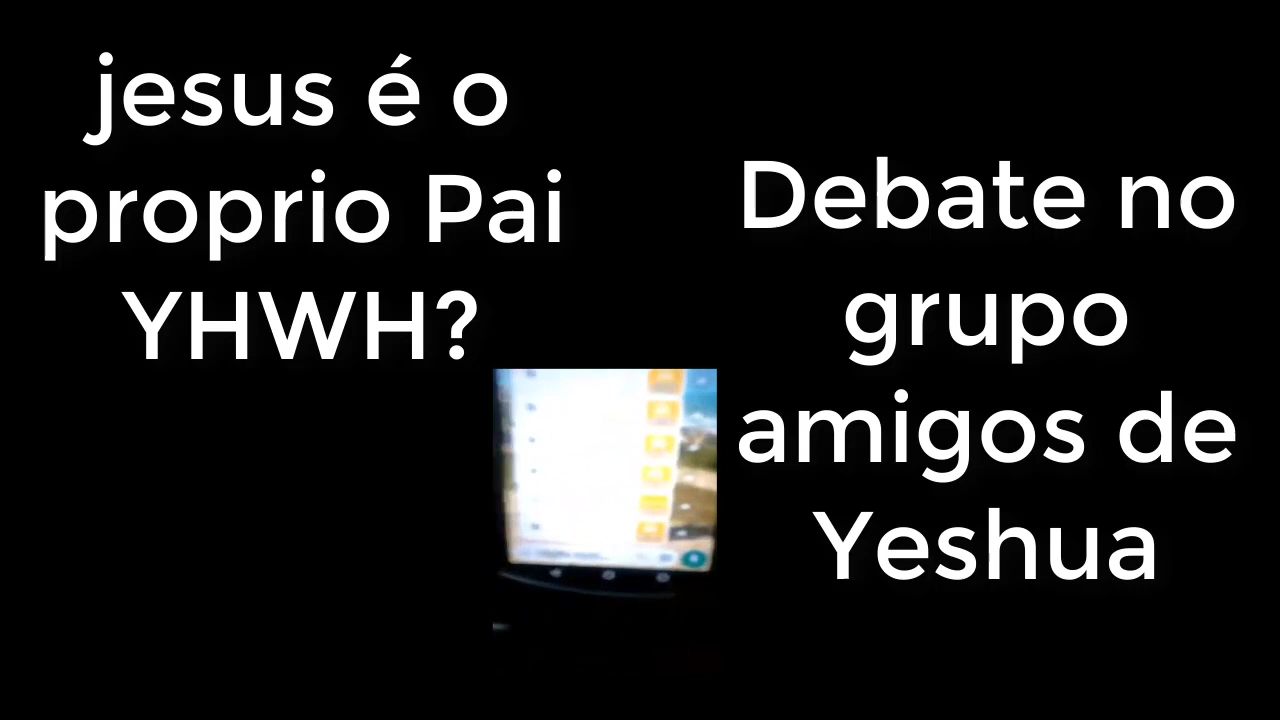 jesus é o
proprio Pai
YHWH?
Debate no
grupo
amigos de
Yeshua